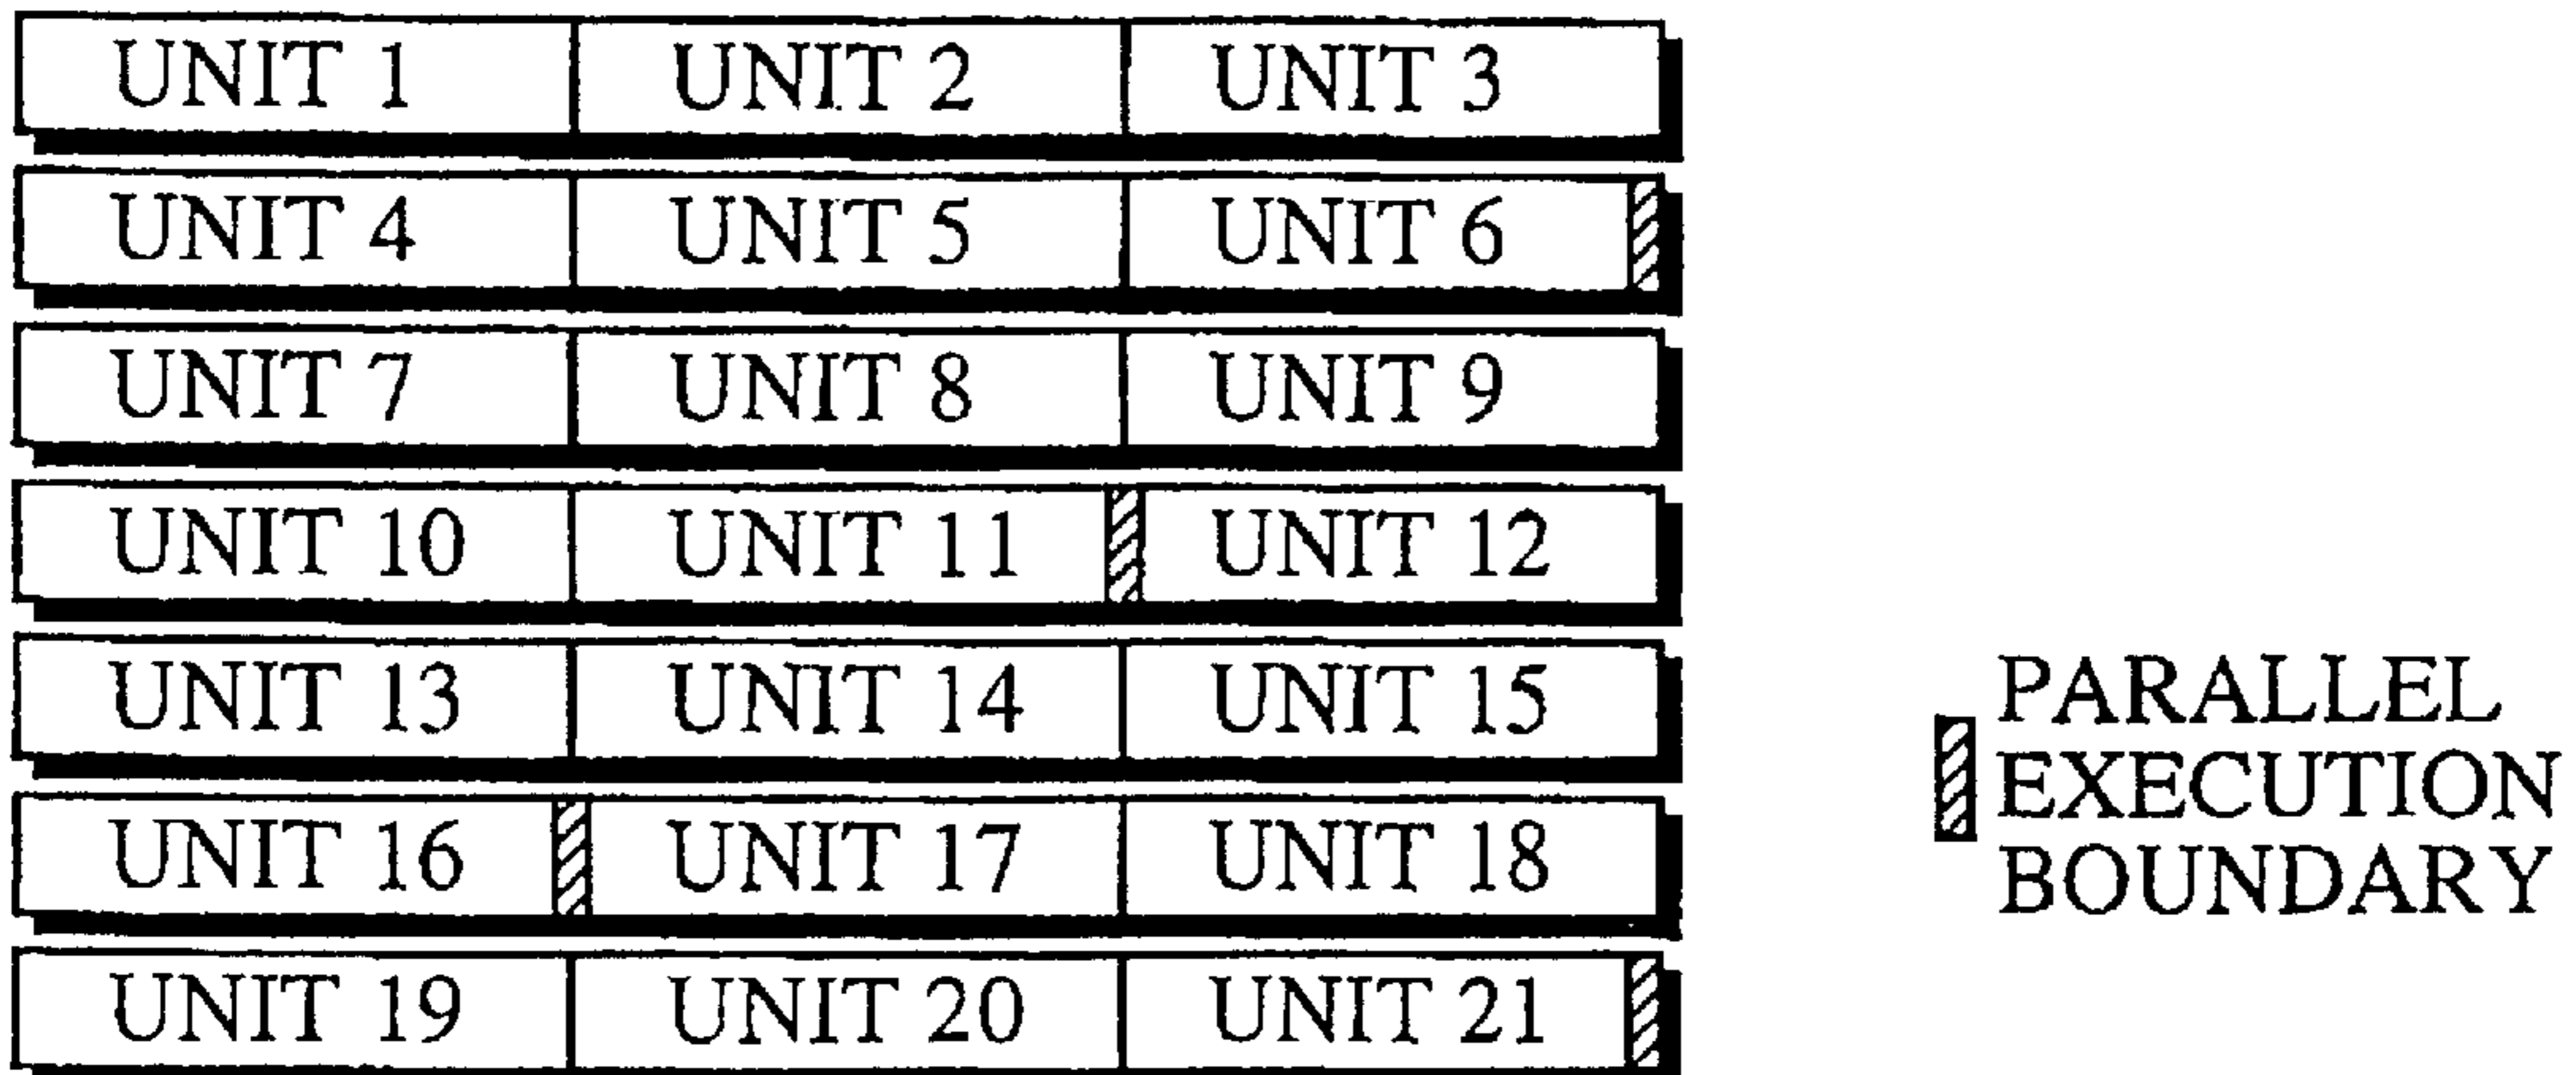 UNIT 1 UNIT 2 UNIT 3
UNIT 4 UNIT 5 UNIT 6
UNIT 7 UNIT 8 UNIT 9
UNIT 10 UNIT 11 UNIT 12
UNIT 13 UNIT 14 UNIT 15
UNIT 16 UNIT 17 UNIT 18
UNIT 19 UNIT 20 UNIT 21
PARALLEL
EXECUTION
BOUNDARY